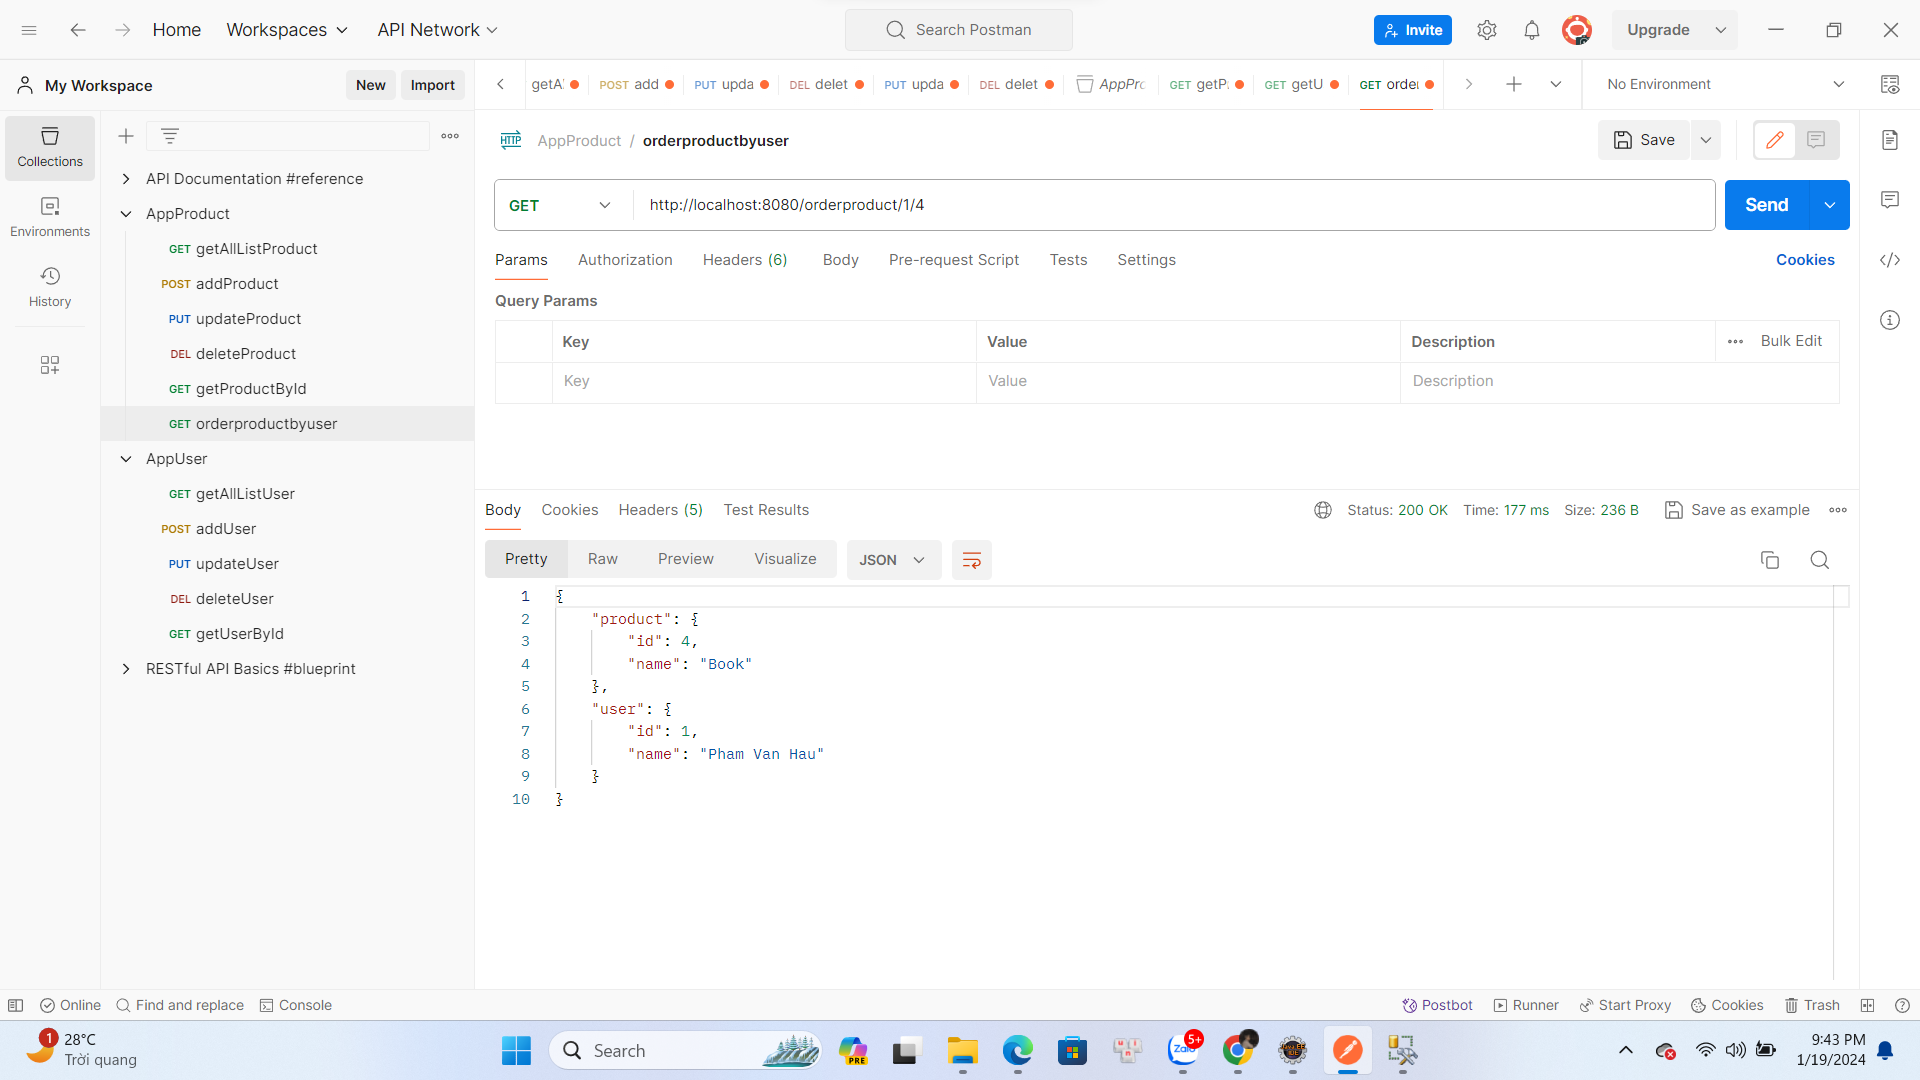 Home
Workspaces
API Network
Search Postman
Invite
Upgrade
My Workspace
New
Import
POST add
PUT upda
DEL delet
PUT upda
DEL delet
AppPro
GET getP
GET getU
GET order
No Environment
Collections
Environments
History
API Documentation #reference
AppProduct
GET getAllListProduct
POST addProduct
PUT updateProduct
DEL deleteProduct
GET getProductById
GET orderproductbyuser
AppUser
GET getAllListUser
POST addUser
PUT updateUser
DEL deleteUser
GET getUserById
RESTful API Basics #blueprint
HTTP AppProduct / orderproductbyuser
Save
GET http://localhost:8080/orderproduct/1/4
Send
Params Authorization Headers (6) Body Pre-request Script Tests Settings
Cookies
Query Params
Key Value Description Bulk Edit
Key Value Description
Body Cookies Headers (5) Test Results
Status: 200 OK Time: 177 ms Size: 236 B Save as example
Pretty Raw Preview Visualize JSON
1 {
2 "product": {
3 "id": 4,
4 "name": "Book"
5 },
6 "user": {
7 "id": 1,
8 "name": "Pham Van Hau"
9 }
10 }
Online Find and replace Console
Postbot Runner Start Proxy Cookies Trash
1
28°C
Trời quang
Search
PRE
Zalo
5+
9:43 PM
1/19/2024